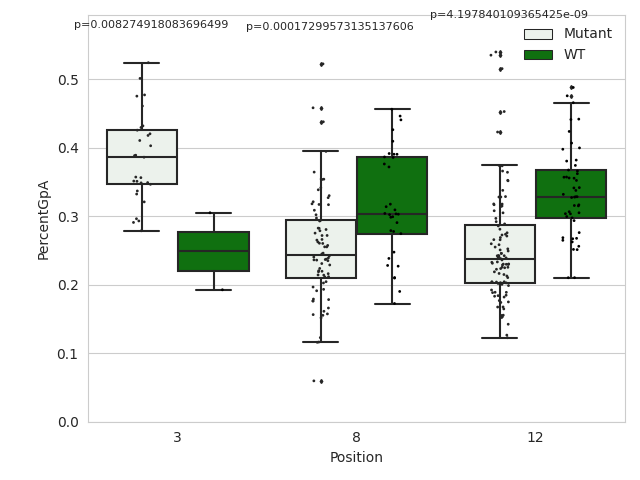 p=4.197840109365425e-09
p=0.008274918083696499
p=0.00017299573135137606
Mutant
WT
0.5
0.4
0.3
0.2
0.1
0.0
PercentGpA
3
8
12
Position